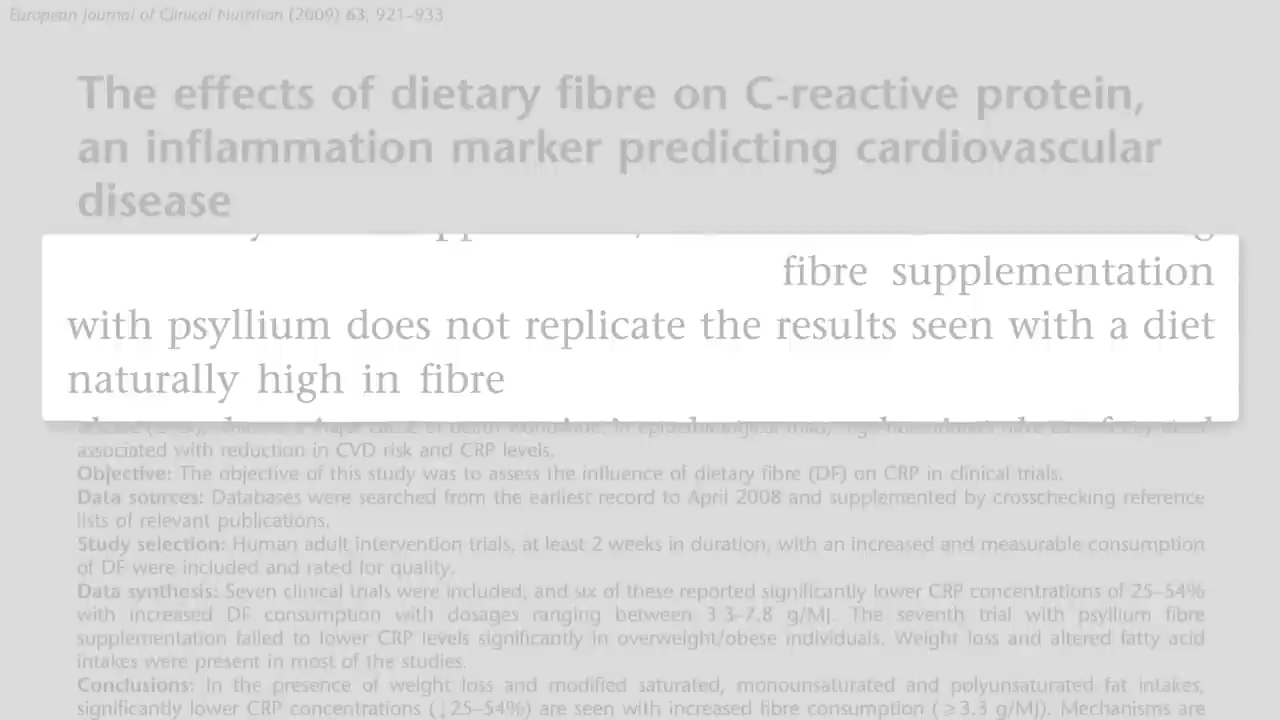 European Journal of Clinical Nutrition (2009) 63, 921–933
The effects of dietary fibre on C-reactive protein,
an inflammation marker predicting cardiovascular
disease
fibre supplementation
with psyllium does not replicate the results seen with a diet
naturally high in fibre
associated with reduction in CVD risk and CRP levels.
Objective: The objective of this study was to assess the influence of dietary fibre (DF) on CRP in clinical trials.
Data sources: Databases were searched from the earliest record to April 2008 and supplemented by crosschecking reference
lists of relevant publications.
Study selection: Human adult intervention trials, at least 2 weeks in duration, with an increased and measurable consumption
of DF were included and rated for quality.
Data synthesis: Seven clinical trials were included, and six of these reported significantly lower CRP concentrations of 25–54%
with increased DF consumption with dosages ranging between 3.3–7.8 g/MJ. The seventh trial with psyllium fibre
supplementation failed to lower CRP levels significantly in overweight/obese individuals. Weight loss and altered fatty acid
intakes were present in most of the studies.
Conclusions: In the presence of weight loss and modified saturated, monounsaturated and polyunsaturated fat intakes,
significantly lower CRP concentrations (↓25–54%) are seen with increased fibre consumption (≥3.3 g/MJ). Mechanisms are